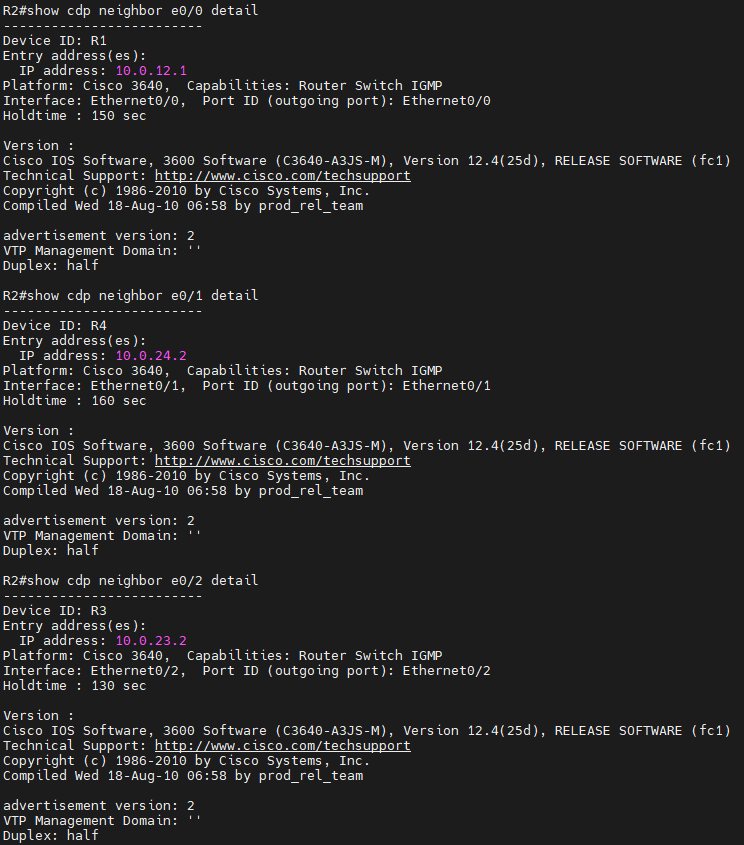 R2#show cdp neighbor e0/0 detail
-------------------------
Device ID: R1
Entry address(es):
  IP address: 10.0.12.1
Platform: Cisco 3640,  Capabilities: Router Switch IGMP
Interface: Ethernet0/0,  Port ID (outgoing port): Ethernet0/0
Holdtime : 150 sec

Version :
Cisco IOS Software, 3600 Software (C3640-A3JS-M), Version 12.4(25d), RELEASE SOFTWARE (fc1)
Technical Support: http://www.cisco.com/techsupport
Copyright (c) 1986-2010 by Cisco Systems, Inc.
Compiled Wed 18-Aug-10 06:58 by prod_rel_team

advertisement version: 2
VTP Management Domain: ''
Duplex: half

R2#show cdp neighbor e0/1 detail
-------------------------
Device ID: R4
Entry address(es):
  IP address: 10.0.24.2
Platform: Cisco 3640,  Capabilities: Router Switch IGMP
Interface: Ethernet0/1,  Port ID (outgoing port): Ethernet0/1
Holdtime : 160 sec

Version :
Cisco IOS Software, 3600 Software (C3640-A3JS-M), Version 12.4(25d), RELEASE SOFTWARE (fc1)
Technical Support: http://www.cisco.com/techsupport
Copyright (c) 1986-2010 by Cisco Systems, Inc.
Compiled Wed 18-Aug-10 06:58 by prod_rel_team

advertisement version: 2
VTP Management Domain: ''
Duplex: half

R2#show cdp neighbor e0/2 detail
-------------------------
Device ID: R3
Entry address(es):
  IP address: 10.0.23.2
Platform: Cisco 3640,  Capabilities: Router Switch IGMP
Interface: Ethernet0/2,  Port ID (outgoing port): Ethernet0/2
Holdtime : 130 sec

Version :
Cisco IOS Software, 3600 Software (C3640-A3JS-M), Version 12.4(25d), RELEASE SOFTWARE (fc1)
Technical Support: http://www.cisco.com/techsupport
Copyright (c) 1986-2010 by Cisco Systems, Inc.
Compiled Wed 18-Aug-10 06:58 by prod_rel_team

advertisement version: 2
VTP Management Domain: ''
Duplex: half